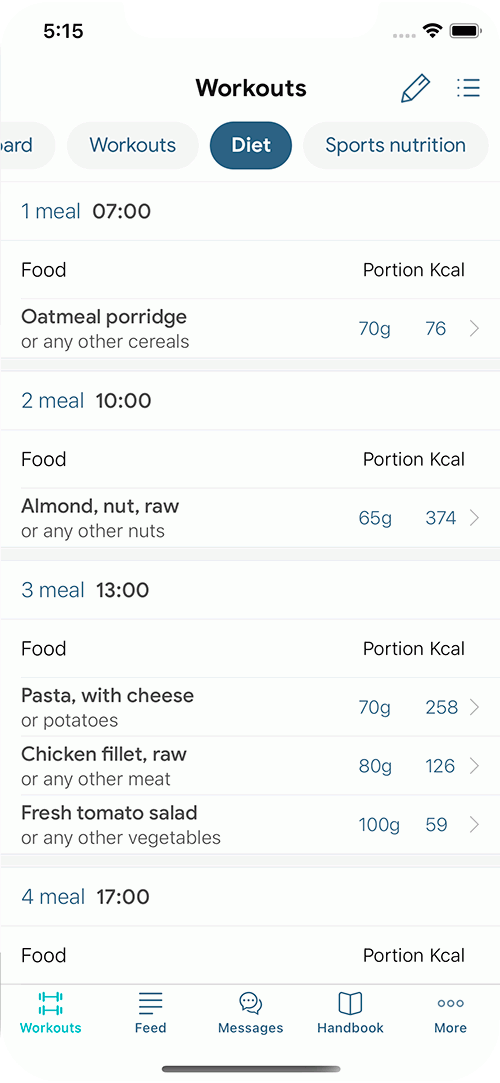 5:15
Workouts
ard Workouts Diet Sports nutrition
1 meal 07:00
Food Portion Kcal
Oatmeal porridge 70g 76
or any other cereals
2 meal 10:00
Food Portion Kcal
Almond, nut, raw 65g 374
or any other nuts
3 meal 13:00
Food Portion Kcal
Pasta, with cheese 70g 258
or potatoes
Chicken fillet, raw 80g 126
or any other meat
Fresh tomato salad 100g 59
or any other vegetables
4 meal 17:00
Food Portion Kcal
Workouts Feed Messages Handbook More